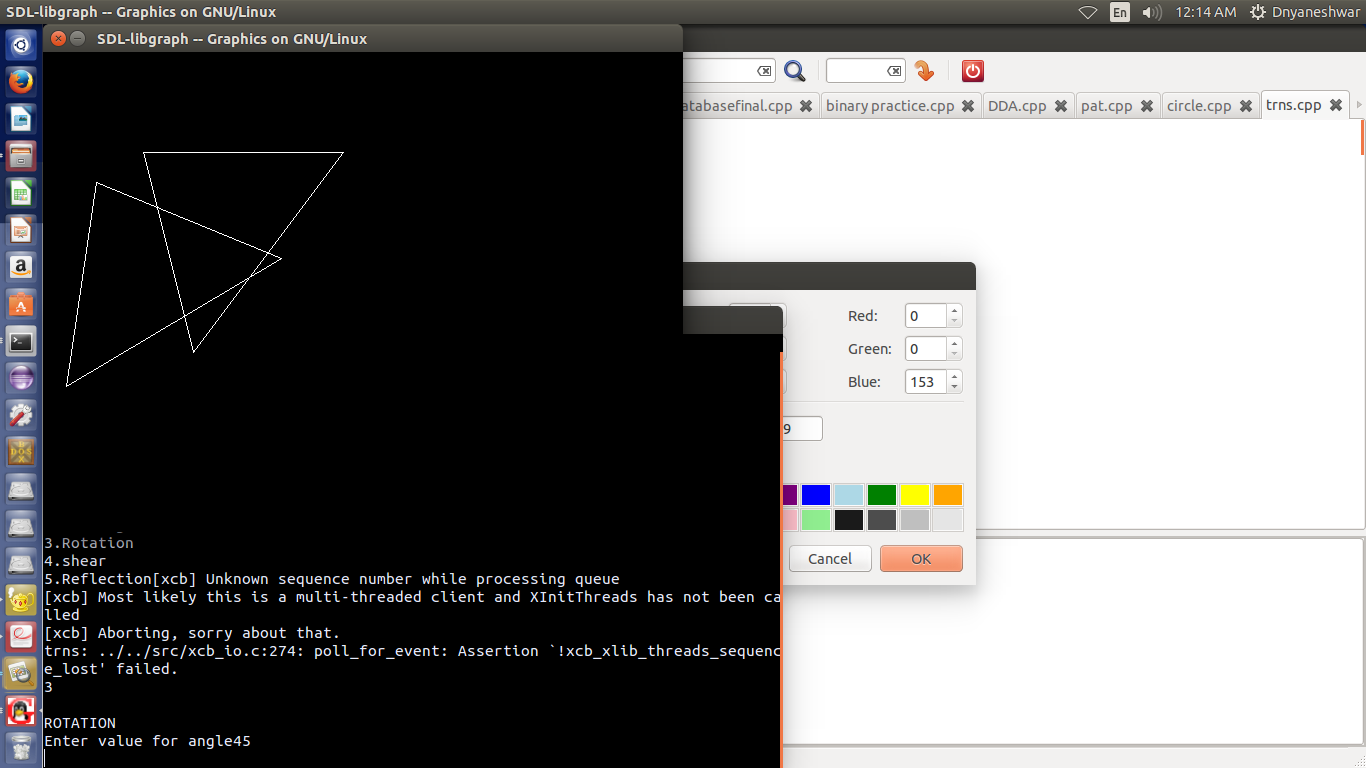 SDL-libgraph -- Graphics on GNU/Linux
En
12:14 AM
Dnyaneshwar
SDL-libgraph -- Graphics on GNU/Linux
atabasefinal.cpp
binary practice.cpp
DDA.cpp
pat.cpp
circle.cpp
trns.cpp
Red:
0
Green:
0
Blue:
153
9
Cancel
OK
3.Rotation
4.shear
5.Reflection[xcb] Unknown sequence number while processing queue
[xcb] Most likely this is a multi-threaded client and XInitThreads has not been ca
lled
[xcb] Aborting, sorry about that.
trns: ../../src/xcb_io.c:274: poll_for_event: Assertion `!xcb_xlib_threads_sequenc
e_lost' failed.
3
ROTATION
Enter value for angle45